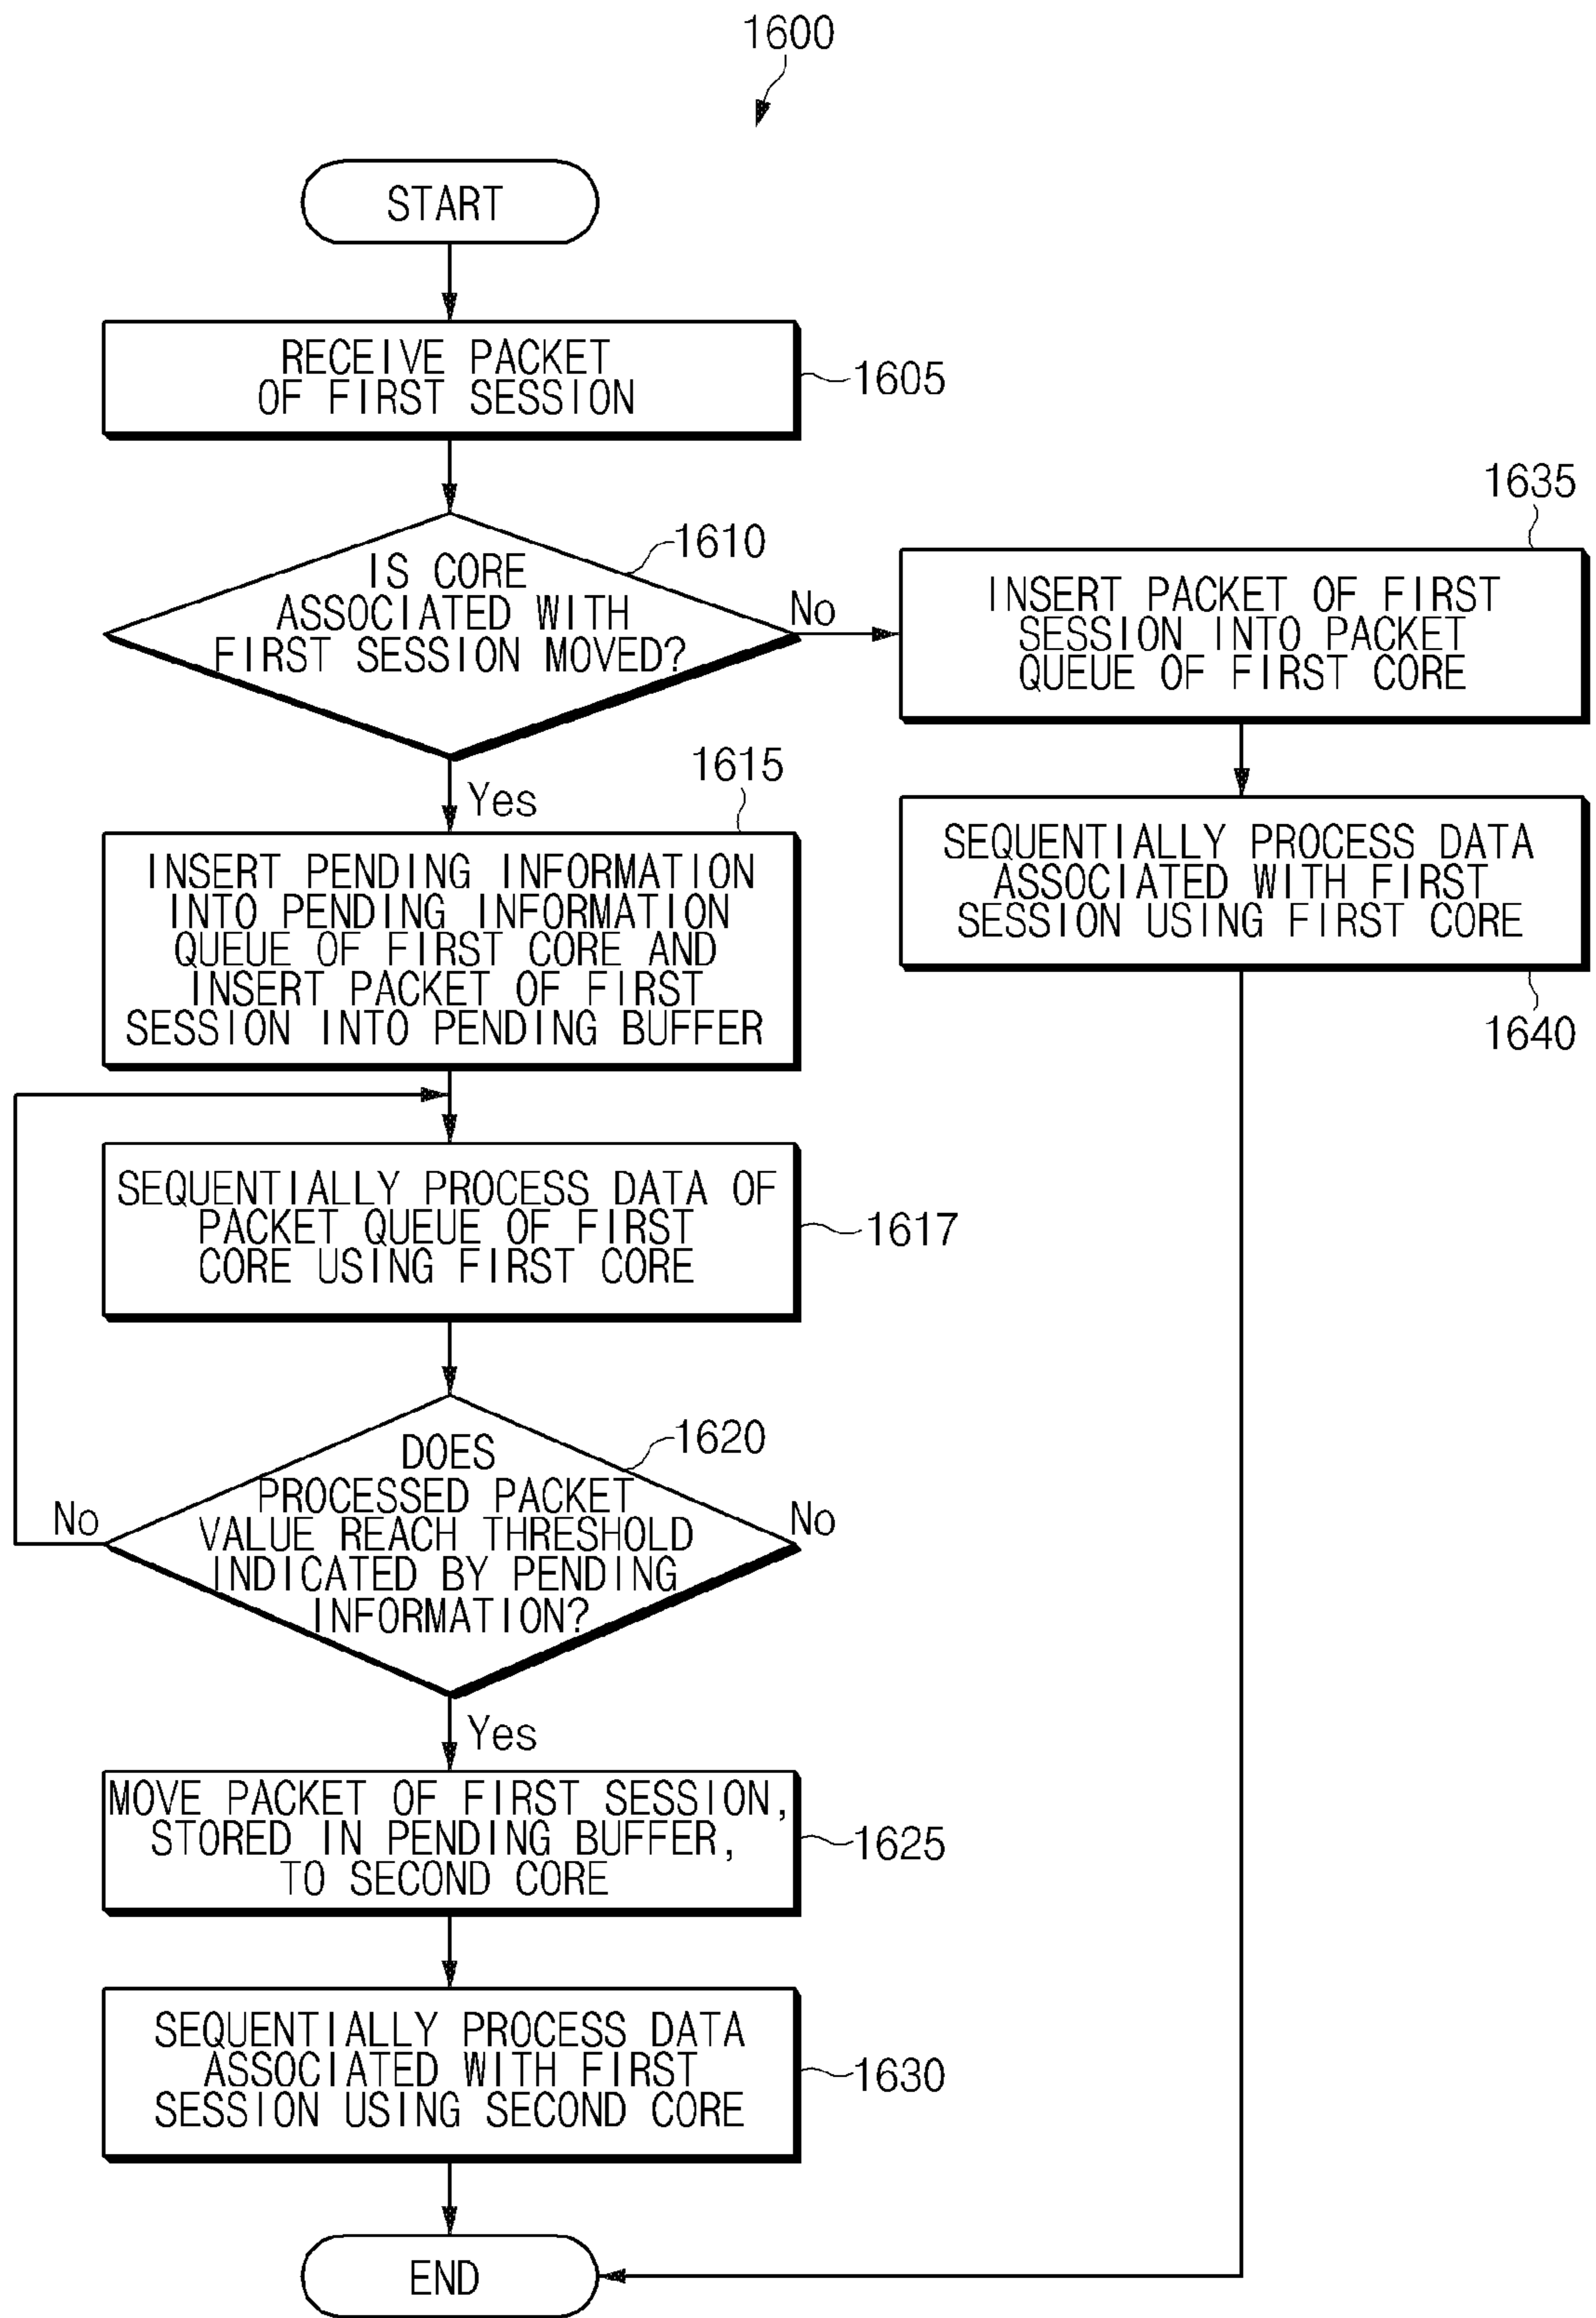 1600
START
RECEIVE PACKET
OF FIRST SESSION
1605
IS CORE
ASSOCIATED WITH
FIRST SESSION MOVED?
1610
No
Yes
1635
INSERT PACKET OF FIRST
SESSION INTO PACKET
QUEUE OF FIRST CORE
SEQUENTIALLY PROCESS DATA
ASSOCIATED WITH FIRST
SESSION USING FIRST CORE
1640
1615
INSERT PENDING INFORMATION
INTO PENDING INFORMATION
QUEUE OF FIRST CORE AND
INSERT PACKET OF FIRST
SESSION INTO PENDING BUFFER
SEQUENTIALLY PROCESS DATA OF
PACKET QUEUE OF FIRST
CORE USING FIRST CORE
1617
DOES
PROCESSED PACKET
VALUE REACH THRESHOLD
INDICATED BY PENDING
INFORMATION?
1620
No
No
Yes
MOVE PACKET OF FIRST SESSION,
STORED IN PENDING BUFFER,
TO SECOND CORE
1625
SEQUENTIALLY PROCESS DATA
ASSOCIATED WITH FIRST
SESSION USING SECOND CORE
1630
END